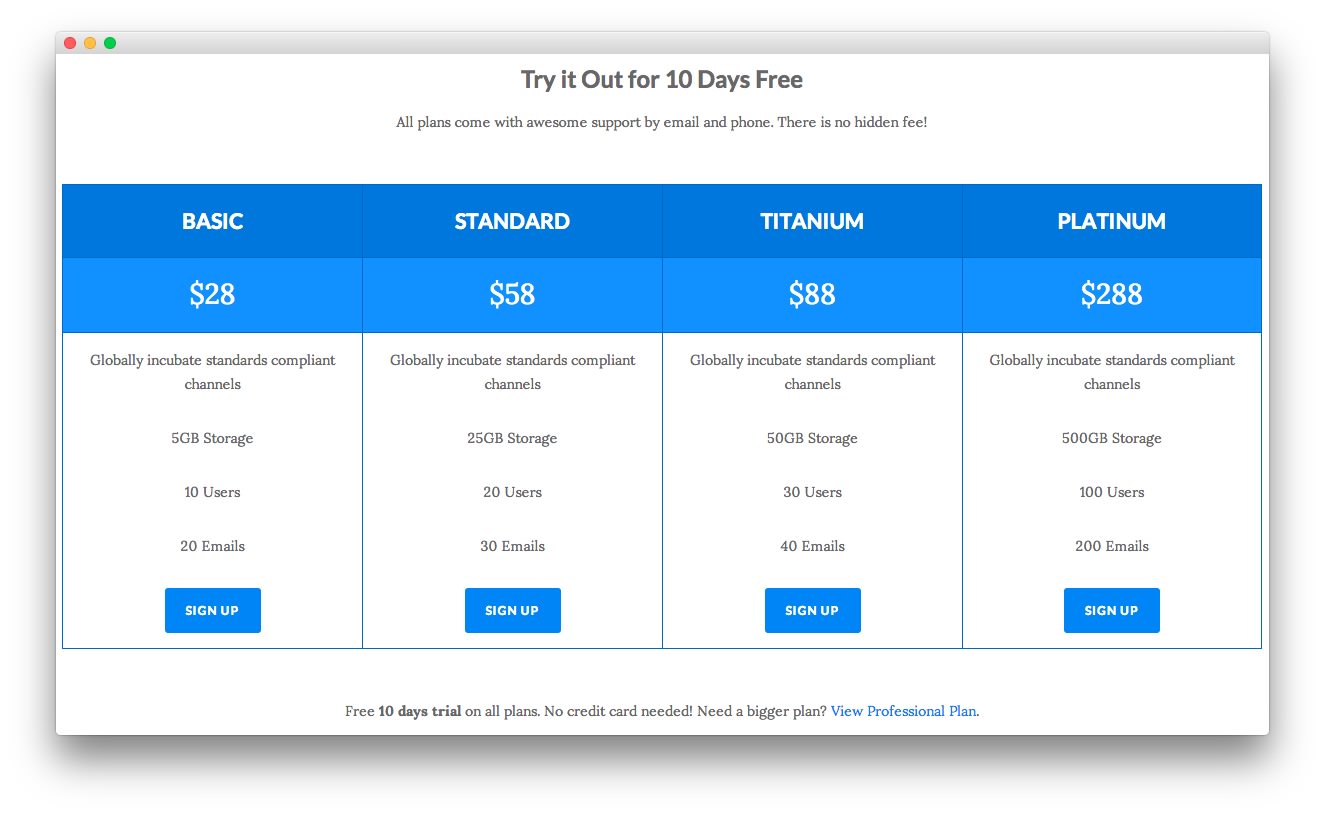 Try it Out for 10 Days Free
All plans come with awesome support by email and phone. There is no hidden fee!
BASIC
STANDARD
TITANIUM
PLATINUM
$28
$58
$88
$288
Globally incubate standards compliant
channels
Globally incubate standards compliant
channels
Globally incubate standards compliant
channels
Globally incubate standards compliant
channels
5GB Storage
25GB Storage
50GB Storage
500GB Storage
10 Users
20 Users
30 Users
100 Users
20 Emails
30 Emails
40 Emails
200 Emails
SIGN UP
SIGN UP
SIGN UP
SIGN UP
Free 10 days trial on all plans. No credit card needed! Need a bigger plan? View Professional Plan.